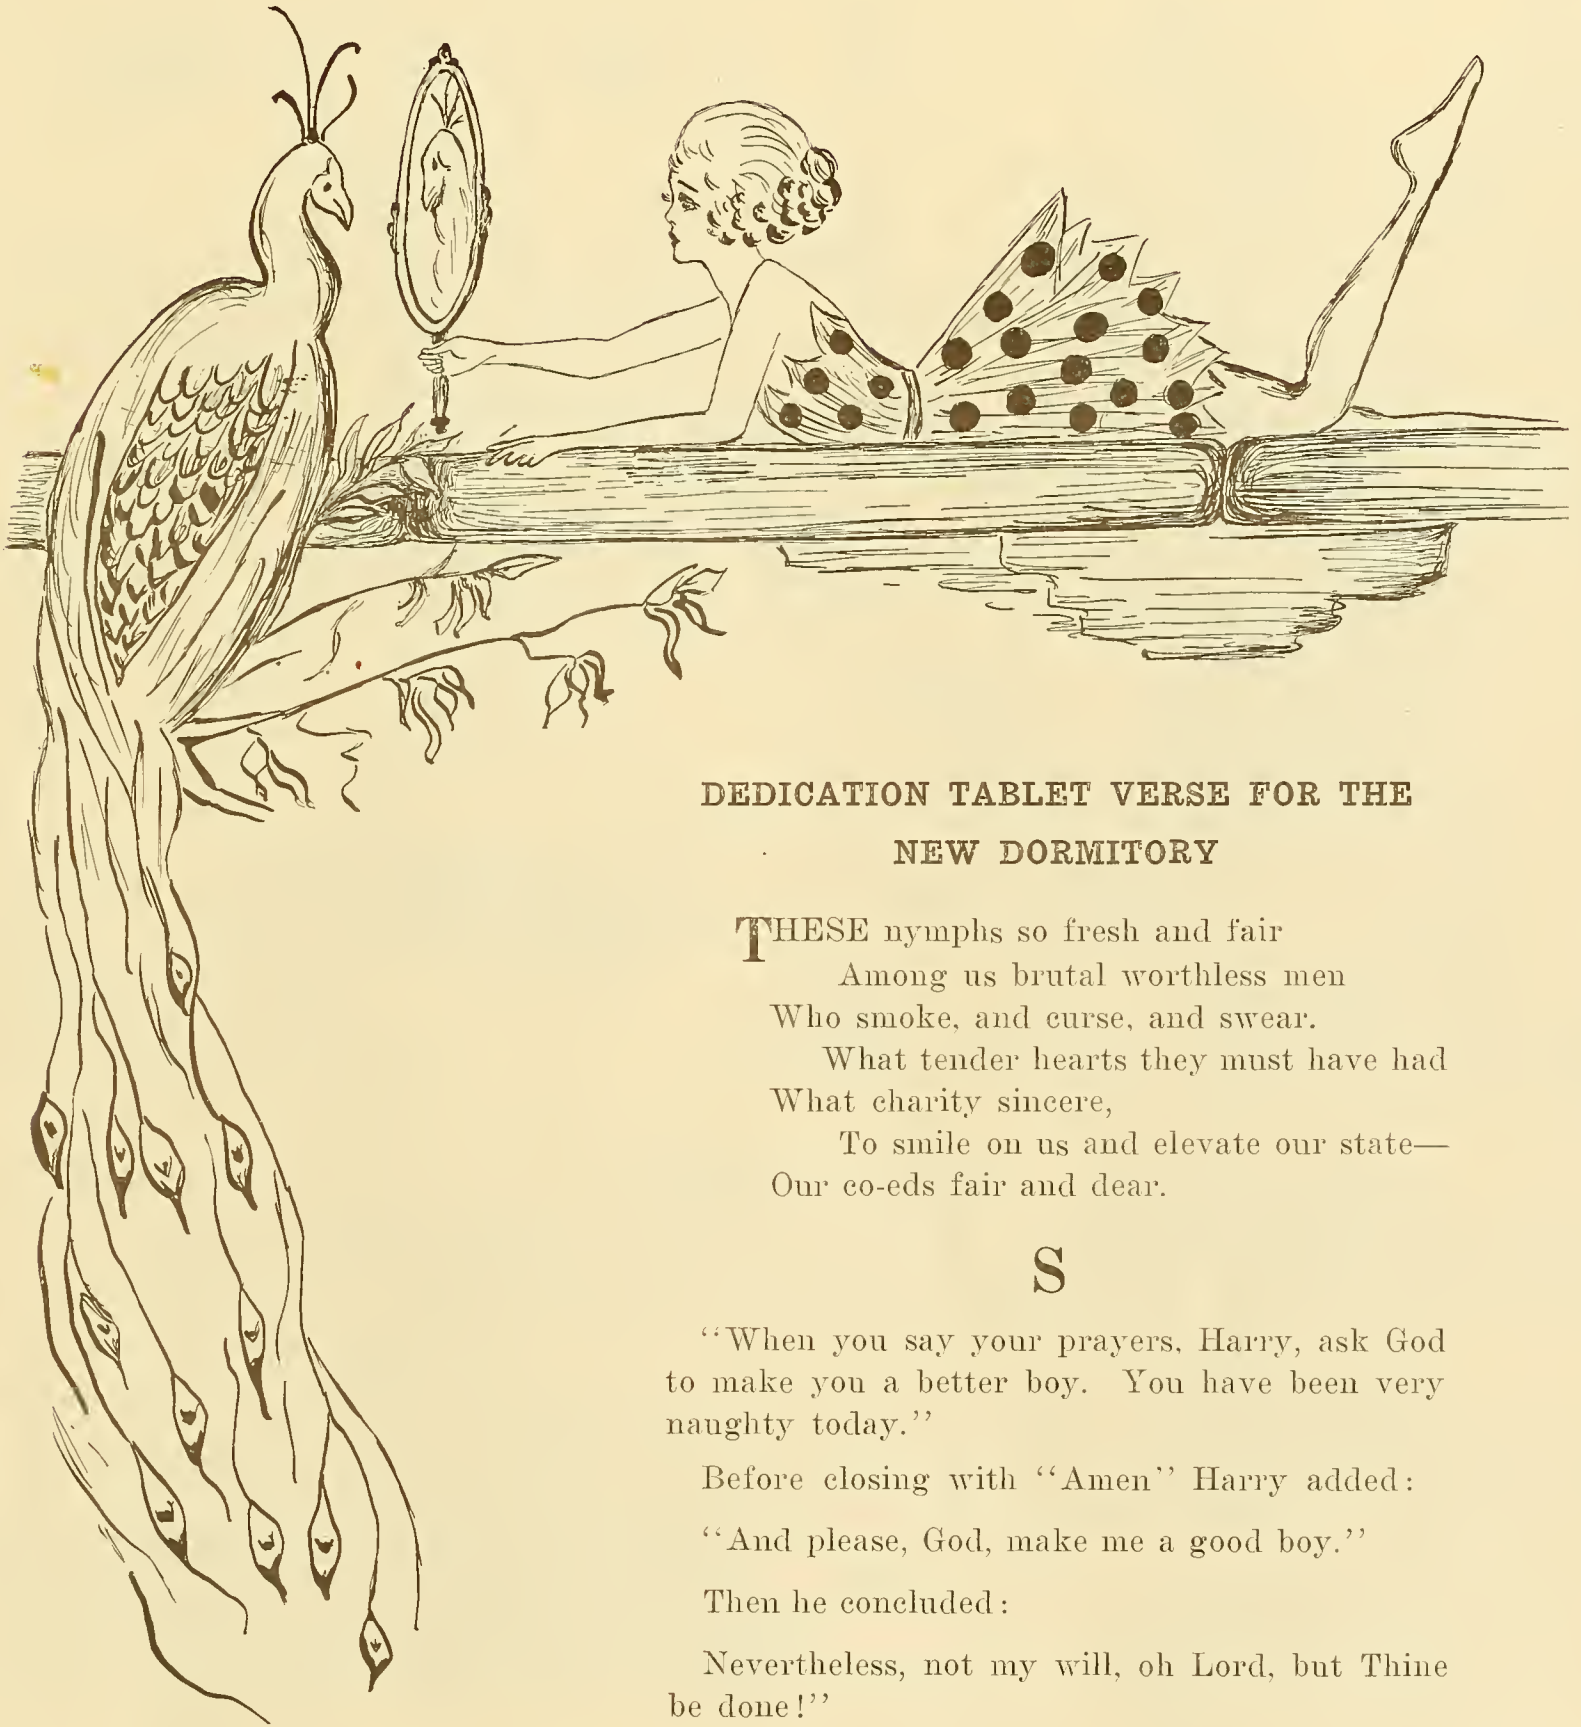 DEDICATION TABLET VERSE FOR THE
NEW DORMITORY
THESE nymphs so fresh and fair
Among us brutal worthless men
Who smoke, and curse, and swear.
What tender hearts they must have had
What charity sincere,
To smile on us and elevate our state—
Our co-eds fair and dear.
S
“When you say your prayers, Harry, ask God
to make you a better boy. You have been very
naughty today.”
Before closing with “Amen” Harry added:
“And please, God, make me a good boy.”
Then he concluded:
Nevertheless, not my will, oh Lord, but Thine
be done!”